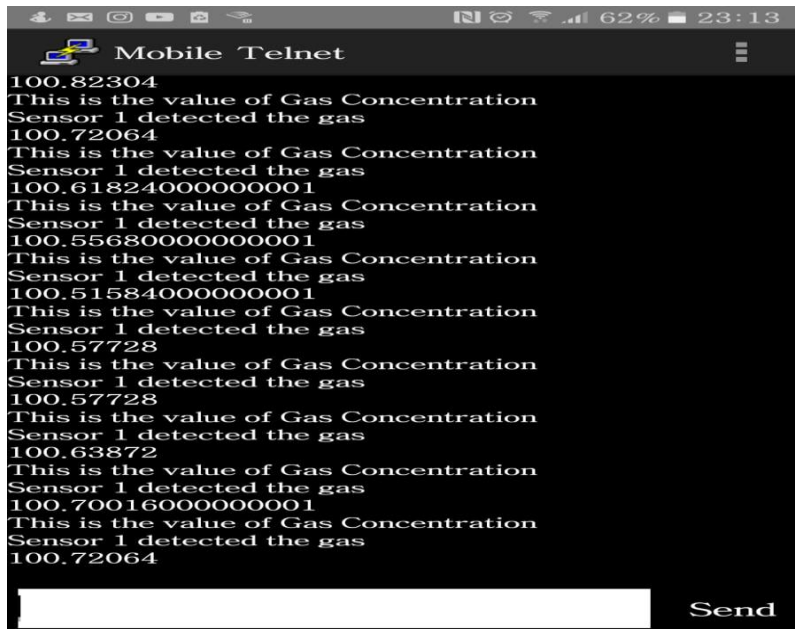 62% 23:13
Mobile Telnet
100.82304
This is the value of Gas Concentration
Sensor 1 detected the gas
100.72064
This is the value of Gas Concentration
Sensor 1 detected the gas
100.61824000000001
This is the value of Gas Concentration
Sensor 1 detected the gas
100.55680000000001
This is the value of Gas Concentration
Sensor 1 detected the gas
100.51584000000001
This is the value of Gas Concentration
Sensor 1 detected the gas
100.57728
This is the value of Gas Concentration
Sensor 1 detected the gas
100.57728
This is the value of Gas Concentration
Sensor 1 detected the gas
100.63872
This is the value of Gas Concentration
Sensor 1 detected the gas
100.70016000000001
This is the value of Gas Concentration
Sensor 1 detected the gas
100.72064
Send